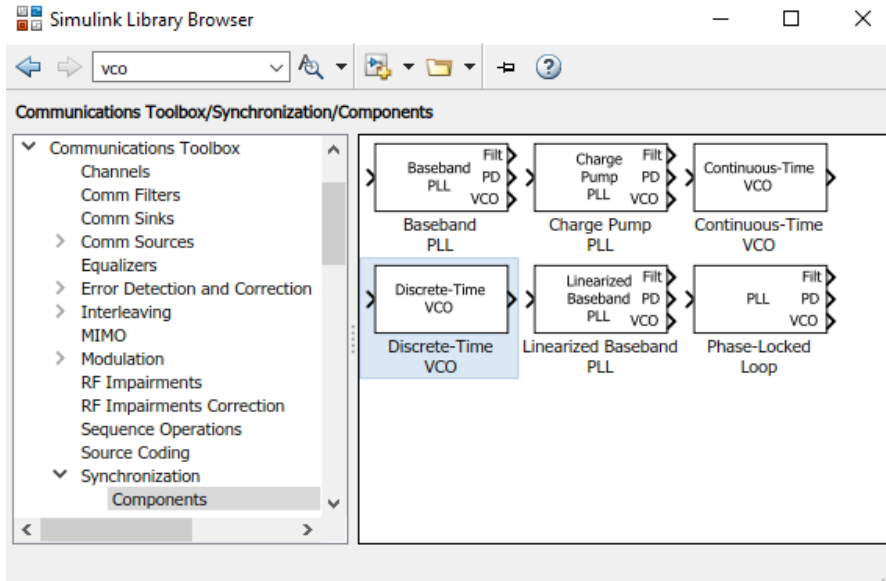 Simulink Library Browser
vco
Communications Toolbox/Synchronization/Components
Communications Toolbox
Channels
Comm Filters
Comm Sinks
Comm Sources
Equalizers
Error Detection and Correction
Interleaving
MIMO
Modulation
RF Impairments
RF Impairments Correction
Sequence Operations
Source Coding
Synchronization
Components
Baseband
PLL
Filt
PD
VCO
Baseband
PLL
Charge
Pump
PLL
Filt
PD
VCO
Charge Pump
PLL
Continuous-Time
VCO
Continuous-Time
VCO
Discrete-Time
VCO
Discrete-Time
VCO
Linearized
Baseband
PLL
Filt
PD
VCO
Linearized Baseband
PLL
PLL
Filt
PD
VCO
Phase-Locked
Loop